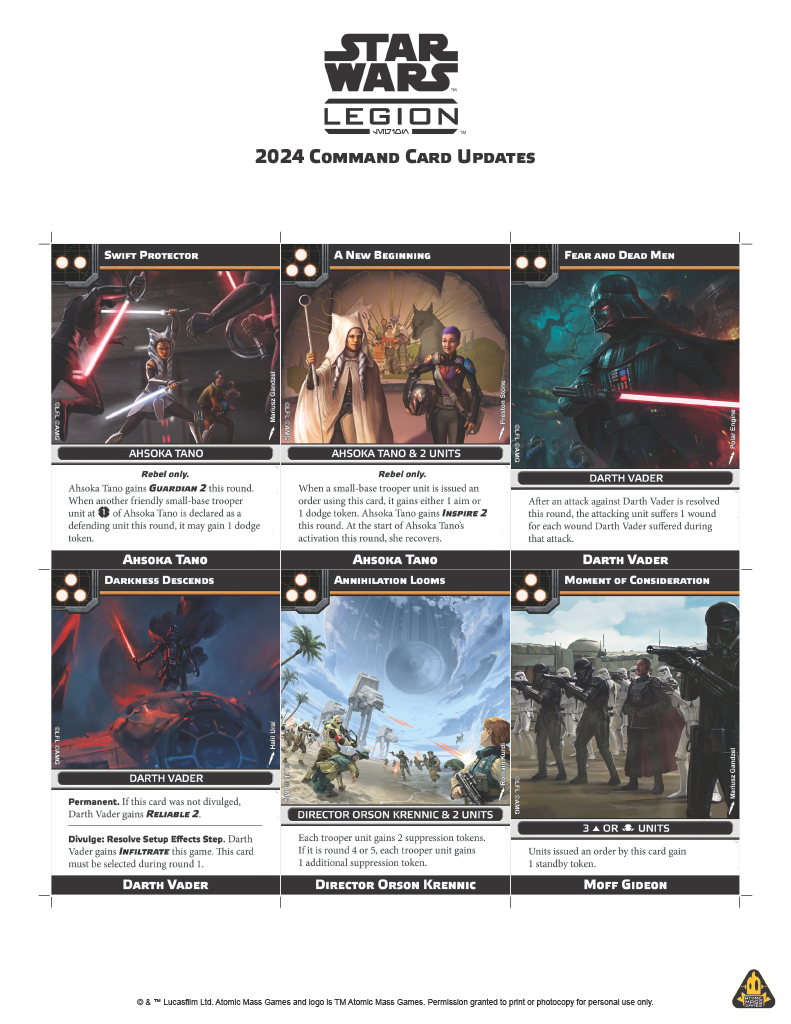 STAR
WARS™
LEGION™
2024 Command Card Updates
Swift Protector
©LFL ©AMG
Mariusz Gandzel
AHSOKA TANO
Rebel only.
Ahsoka Tano gains Guardian 2 this round.
When another friendly small-base trooper
unit at 1 of Ahsoka Tano is declared as a
defending unit this round, it may gain 1 dodge
token.
Ahsoka Tano
A New Beginning
©LFL ©AMG
Preston Stone
AHSOKA TANO & 2 UNITS
Rebel only.
When a small-base trooper unit is issued an
order using this card, it gains either 1 aim or
1 dodge token. Ahsoka Tano gains Inspire 2
this round. At the start of Ahsoka Tano's
activation this round, she recovers.
Ahsoka Tano
Fear and Dead Men
©LFL ©AMG
Polar Engine
DARTH VADER
After an attack against Darth Vader is resolved
this round, the attacking unit suffers 1 wound
for each wound Darth Vader suffered during
that attack.
Darth Vader
Darkness Descends
©LFL ©AMG
Halil Ural
DARTH VADER
Permanent. If this card was not divulged,
Darth Vader gains Reliable 2.
Divulge: Resolve Setup Effects Step. Darth
Vader gains Infiltrate this game. This card
must be selected during round 1.
Darth Vader
Annihilation Looms
DIRECTOR ORSON KRENNIC & 2 UNITS
Each trooper unit gains 2 suppression tokens.
If it is round 4 or 5, each trooper unit gains
1 additional suppression token.
Director Orson Krennic
Moment of Consideration
©LFL ©AMG
Mariusz Gandzel
3 ▲ OR UNITS
Units issued an order by this card gain
1 standby token.
Moff Gideon
© & ™ Lucasfilm Ltd. Atomic Mass Games and logo is TM Atomic Mass Games. Permission granted to print or photocopy for personal use only.
ATOMIC
MASS
GAMES